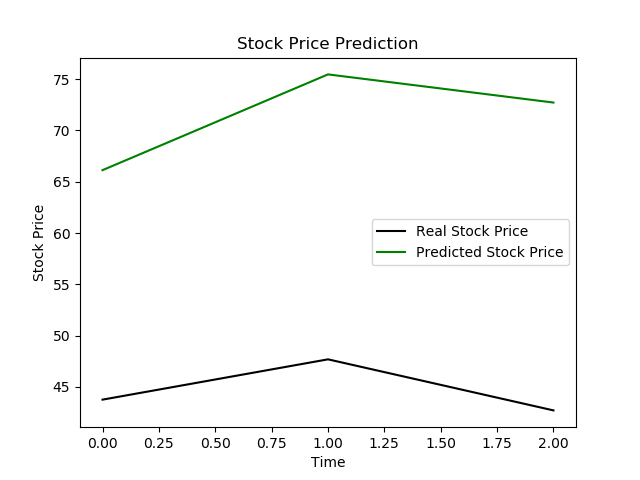 Stock Price Prediction
Stock Price
75
70
65
60
55
50
45
Real Stock Price
Predicted Stock Price
0.00 0.25 0.50 0.75 1.00 1.25 1.50 1.75 2.00
Time